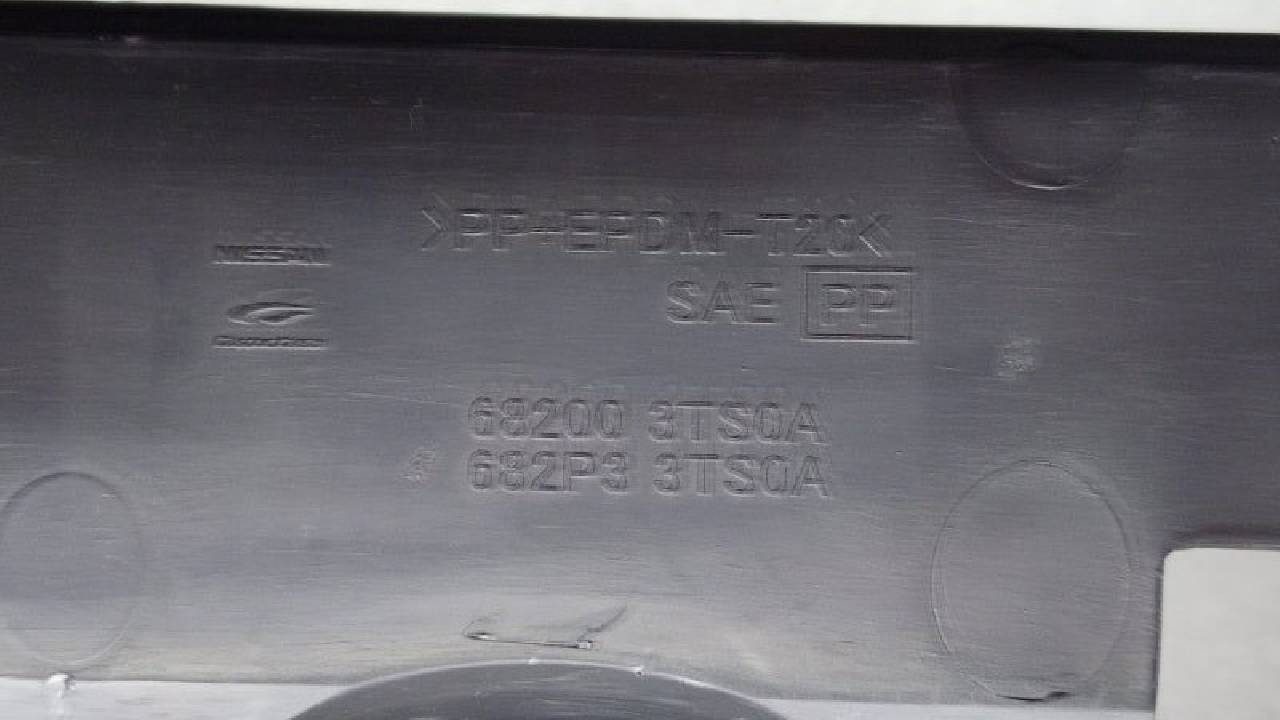 >PP+EPDM-T20<
NISSAN
SAE PP
68200 3TS0A
682P3 3TS0A